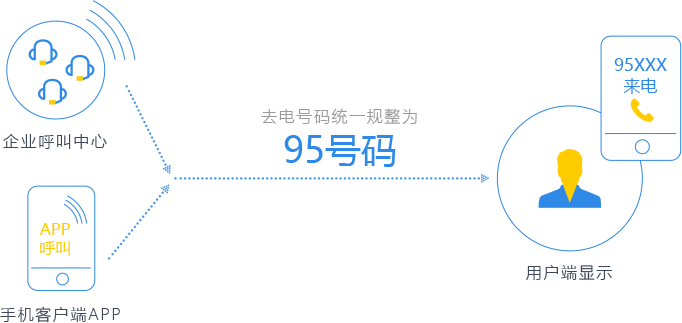 企业呼叫中心
APP
呼叫
手机客户端APP
去电号码统一规整为
95号码
95XXX
来电
用户端显示